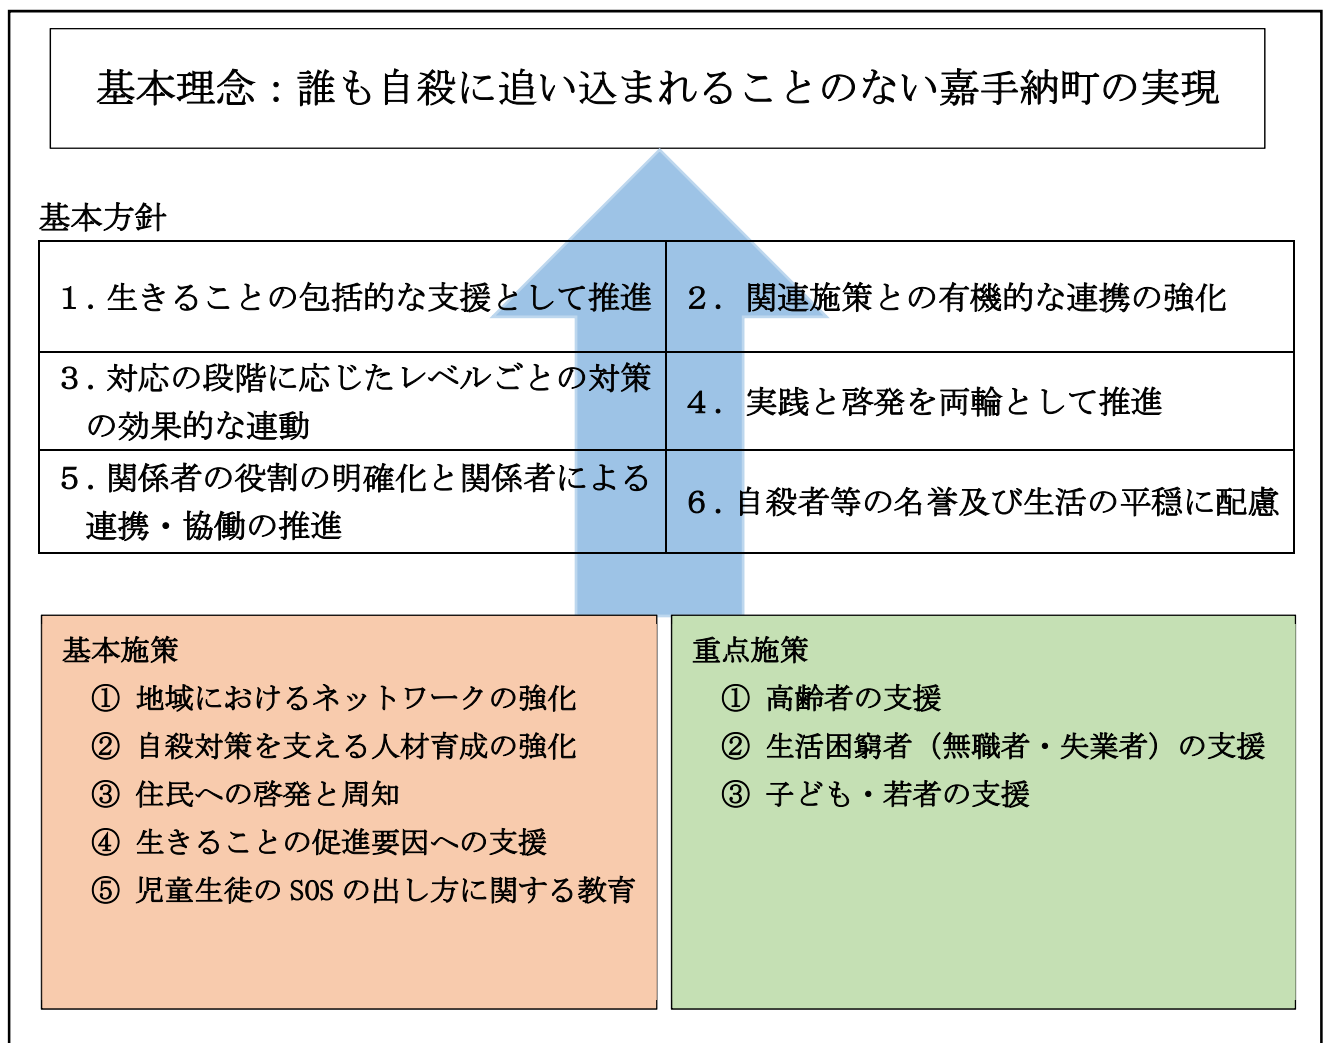 基本理念：誰も自殺に追い込まれることのない嘉手納町の実現
基本方針
１. 生きることの包括的な支援として推進
２. 関連施策との有機的な連携の強化
３. 対応の段階に応じたレベルごとの対策
の効果的な連動
４. 実践と啓発を両輪として推進
５. 関係者の役割の明確化と関係者による
連携・協働の推進
６. 自殺者等の名誉及び生活の平穏に配慮
基本施策
① 地域におけるネットワークの強化
② 自殺対策を支える人材育成の強化
③ 住民への啓発と周知
④ 生きることの促進要因への支援
⑤ 児童生徒の SOS の出し方に関する教育
重点施策
① 高齢者の支援
② 生活困窮者（無職者・失業者）の支援
③ 子ども・若者の支援